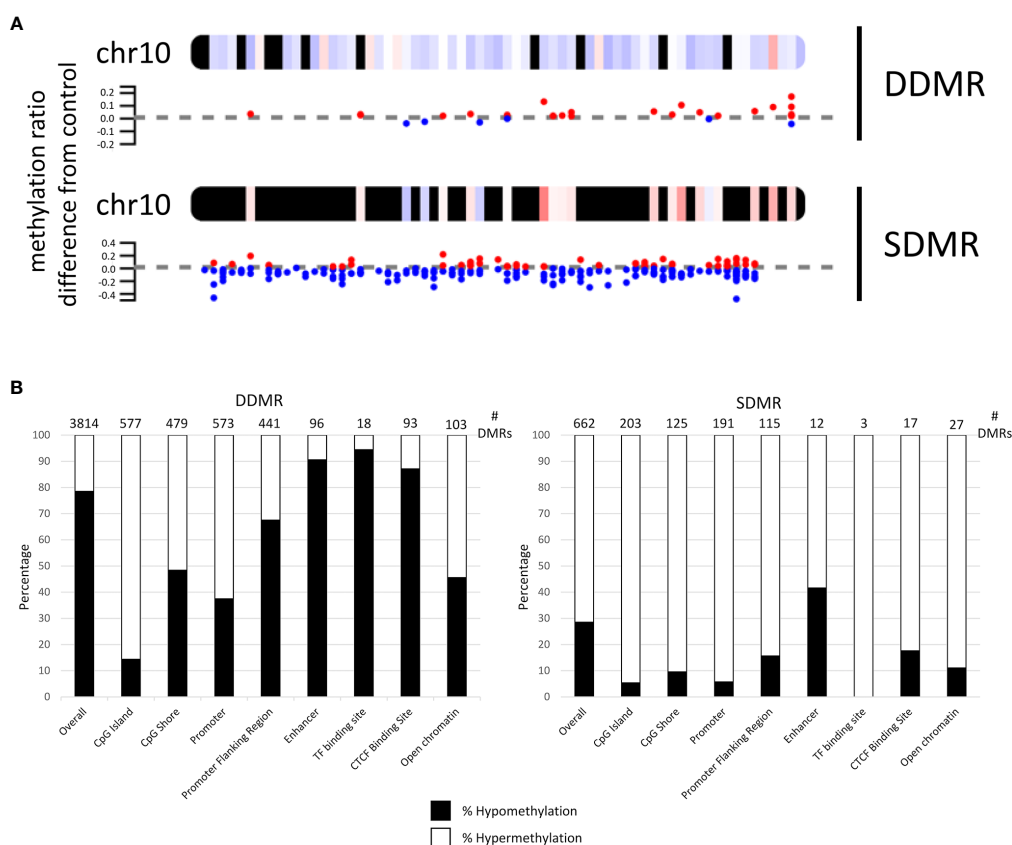 A
chr10
DDMR
0.2
0.1
0.0
-0.1
-0.2
methylation ratio
difference from control
chr10
SDMR
0.4
0.2
0.0
-0.2
-0.4
B
DDMR
3814 577 479 573 441 96 18 93 103 # DMRs
100
90
80
70
60
50
40
30
20
10
0
Percentage
Overall
CpG Island
CpG Shore
Promoter
Promoter Flanking Region
Enhancer
TF binding site
CTCF Binding Site
Open chromatin
SDMR
662 203 125 191 115 12 3 17 27 # DMRs
100
90
80
70
60
50
40
30
20
10
0
Percentage
Overall
CpG Island
CpG Shore
Promoter
Promoter Flanking Region
Enhancer
TF binding site
CTCF Binding Site
Open chromatin
% Hypomethylation
% Hypermethylation